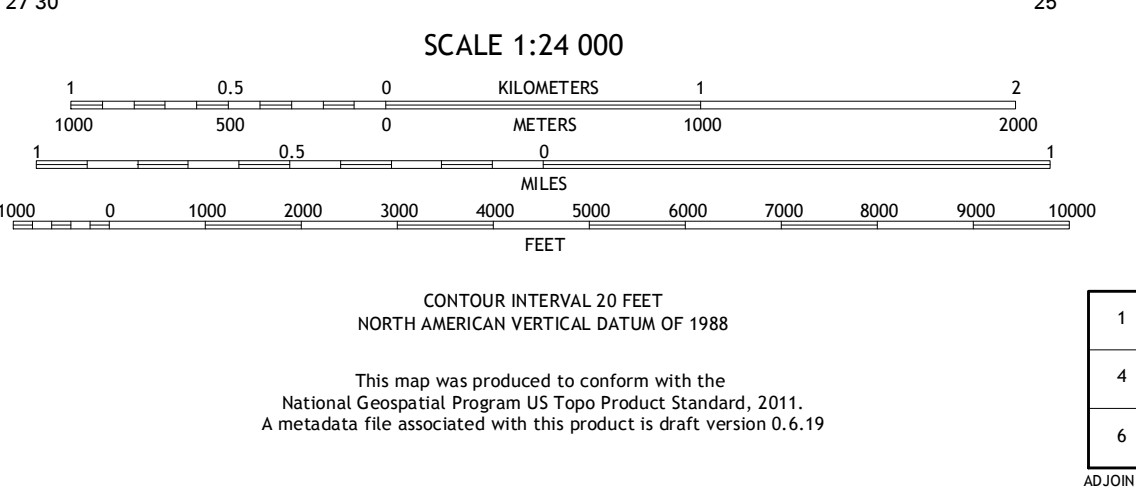 27 30
25
SCALE 1:24 000
1 0.5 0 KILOMETERS 1 2
1000 500 0 METERS 1000 2000
1 0.5 0 1
MILES
1000 0 1000 2000 3000 4000 5000 6000 7000 8000 9000 10000
FEET
CONTOUR INTERVAL 20 FEET
NORTH AMERICAN VERTICAL DATUM OF 1988
This map was produced to conform with the
National Geospatial Program US Topo Product Standard, 2011.
A metadata file associated with this product is draft version 0.6.19
1
4
6
ADJOIN